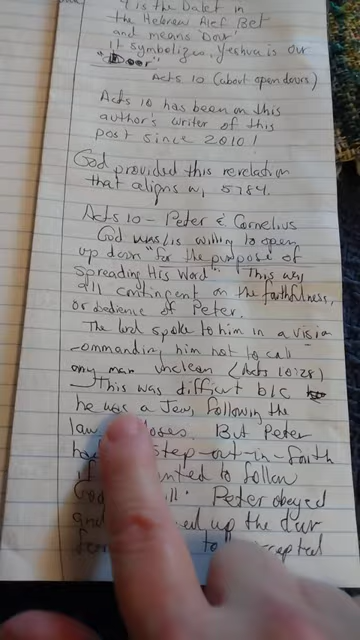 4 is the Dalet in
the Hebrew Alef Bet
and means 'Door'
it symbolizes, Yeshua is our
"Door"
Acts 10 (about open doors)
Acts 10 has been on this
author's writer of this
post since 2010!
God provided this revelation
that aligns w, 5784.
Acts 10 - Peter & Cornelius
God was/is willing to open
up doors "for the purpose of
Spreading His Word". This was
all contingent on the faithfulness,
or obedience of Peter.
The Lord spoke to him in a vision
commanding him not to call
any man unclean (Acts 10:28)
This was difficult b/c
he was a Jew, following the
law Moses. But Peter
step-out-in-faith
to follow
Peter obeyed
and up the door
to